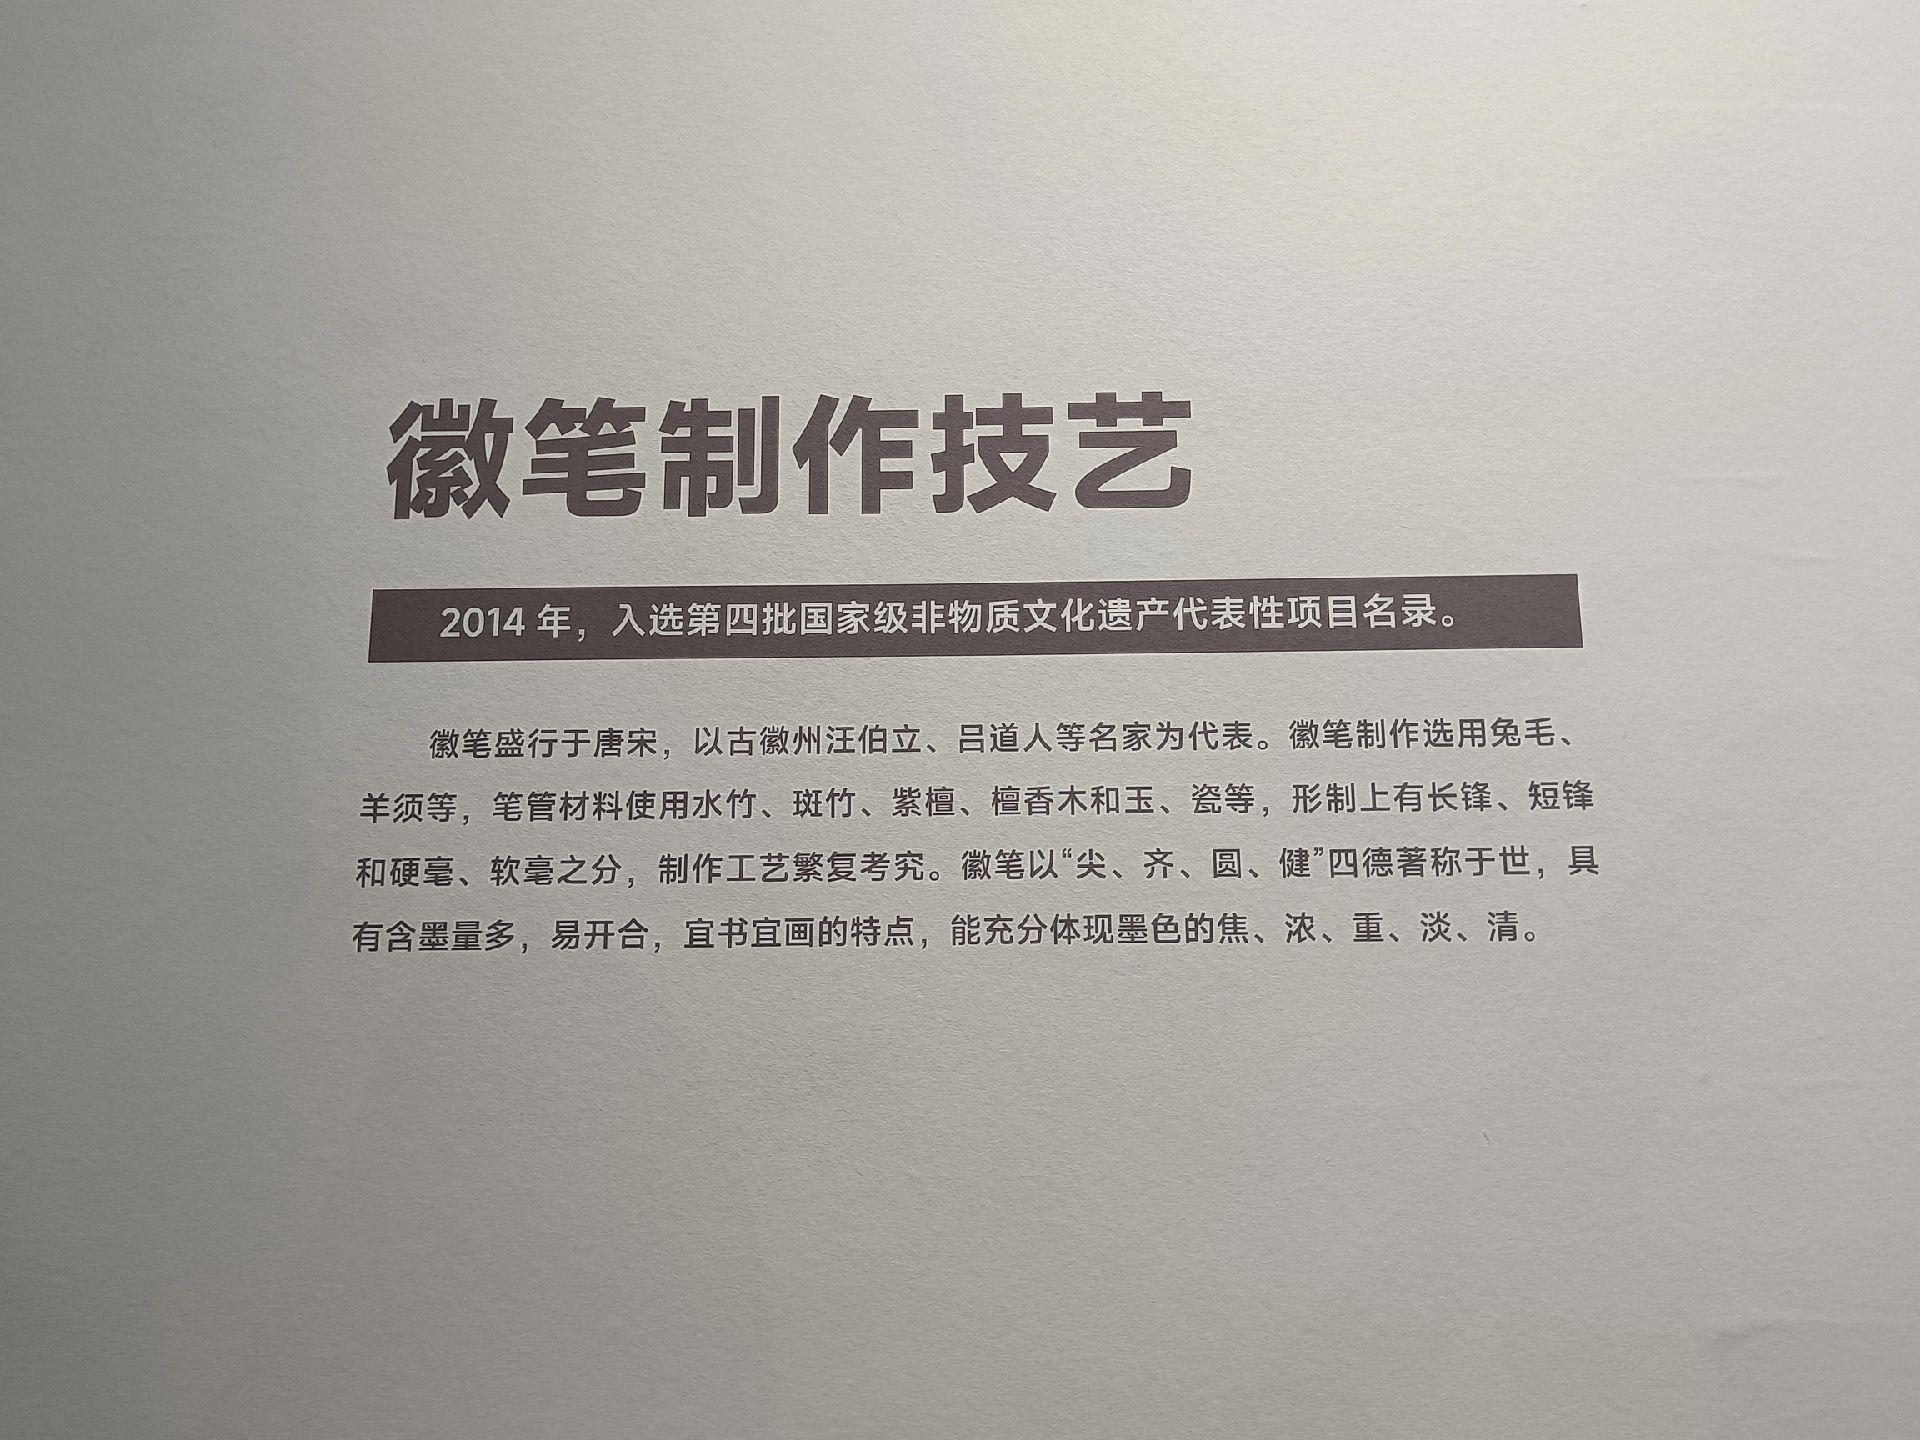 徽笔制作技艺
2014 年，入选第四批国家级非物质文化遗产代表性项目名录。
徽笔盛行于唐宋，以古徽州汪伯立、吕道人等名家为代表。徽笔制作选用兔毛、
羊须等，笔管材料使用水竹、斑竹、紫檀、檀香木和玉、瓷等，形制上有长锋、短锋
和硬毫、软毫之分，制作工艺繁复考究。徽笔以“尖、齐、圆、健”四德著称于世，具
有含墨量多，易开合，宜书宜画的特点，能充分体现墨色的焦、浓、重、淡、清。